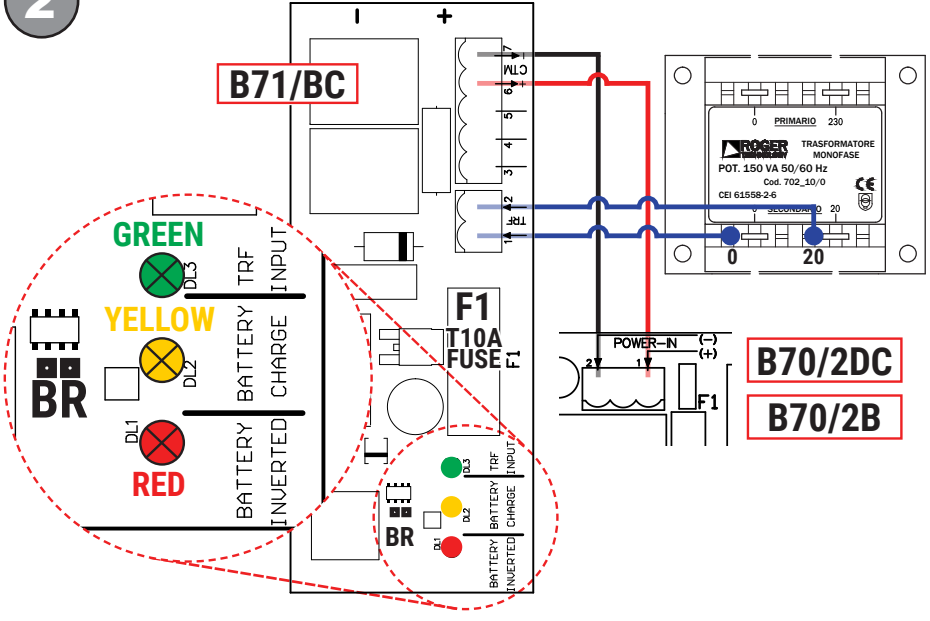 2
– +
B71/BC
7 – CTM
6 +
5
4
3
2 TRF
1
0 PRIMARIO 230
ROGER
TECHNOLOGY
TRASFORMATORE
MONOFASE
POT. 150 VA 50/60 Hz
Cod. 702_10/0
CEI 61558-2-6
CE
0 SECONDARIO 20
0 20
GREEN
DL3
TRF
INPUT
YELLOW
DL2
BATTERY
CHARGE
BR
DL1
RED
BATTERY
INVERTED
F1
T10A
FUSE
F1
POWER-IN (-)
(+)
2 1
F1
B70/2DC
B70/2B
DL3
TRF
INPUT
DL2
BATTERY
CHARGE
BR
DL1
BATTERY
INVERTED